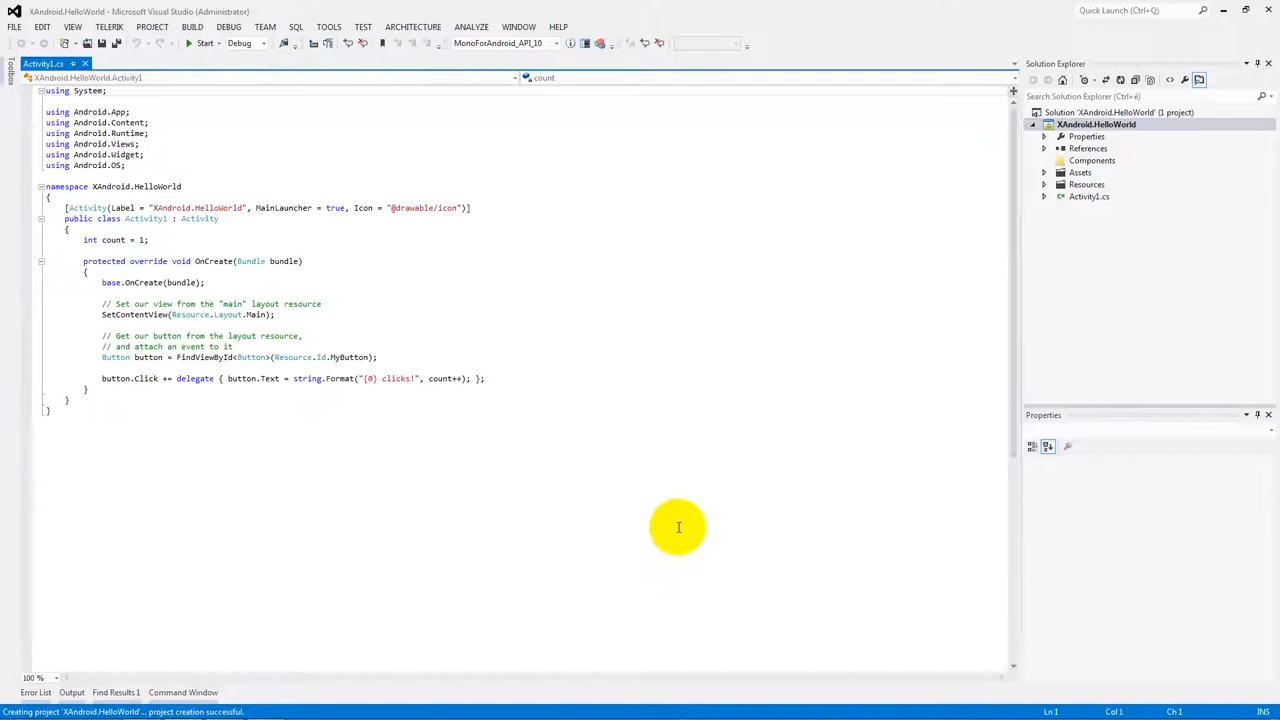 XAndroid.HelloWorld - Microsoft Visual Studio (Administrator)
Quick Launch (Ctrl+Q)
FILE EDIT VIEW TELERIK PROJECT BUILD DEBUG TEAM SQL TOOLS TEST ARCHITECTURE ANALYZE WINDOW HELP
Start Debug MonoForAndroid_API_10
Toolbox
Activity1.cs
XAndroid.HelloWorld.Activity1 count
using System;
using Android.App;
using Android.Content;
using Android.Runtime;
using Android.Views;
using Android.Widget;
using Android.OS;
namespace XAndroid.HelloWorld
{
[Activity(Label = "XAndroid.HelloWorld", MainLauncher = true, Icon = "@drawable/icon")]
public class Activity1 : Activity
{
int count = 1;
protected override void OnCreate(Bundle bundle)
{
base.OnCreate(bundle);
// Set our view from the "main" layout resource
SetContentView(Resource.Layout.Main);
// Get our button from the layout resource,
// and attach an event to it
Button button = FindViewById<Button>(Resource.Id.MyButton);
button.Click += delegate { button.Text = string.Format("{0} clicks!", count++); };
}
}
}
100 %
Solution Explorer
Search Solution Explorer (Ctrl+é)
Solution 'XAndroid.HelloWorld' (1 project)
XAndroid.HelloWorld
Properties
References
Components
Assets
Resources
Activity1.cs
Properties
Error List Output Find Results 1 Command Window
Creating project 'XAndroid.HelloWorld'... project creation successful.
Ln 1 Col 1 Ch 1 INS